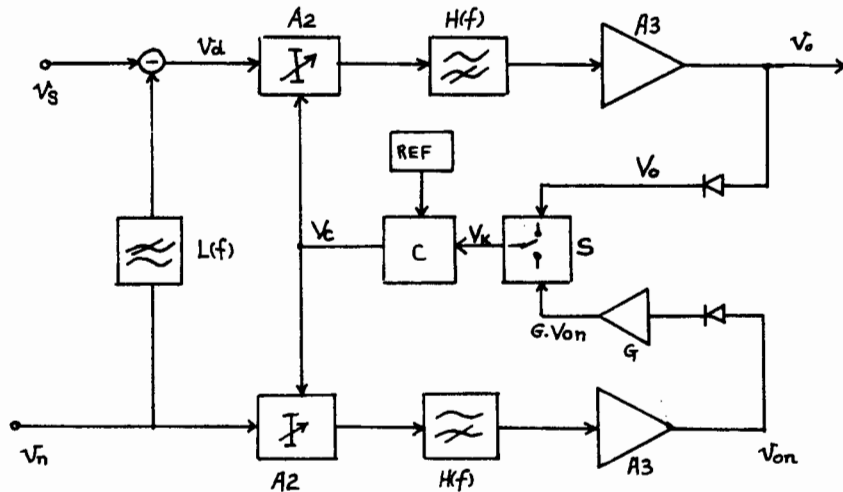 A2
H(f)
A3
Vd
Vo
Vs
REF
Vo
L(f)
Vc
C
Vk
S
G.Von
G
Vn
Von
A2
H(f)
A3